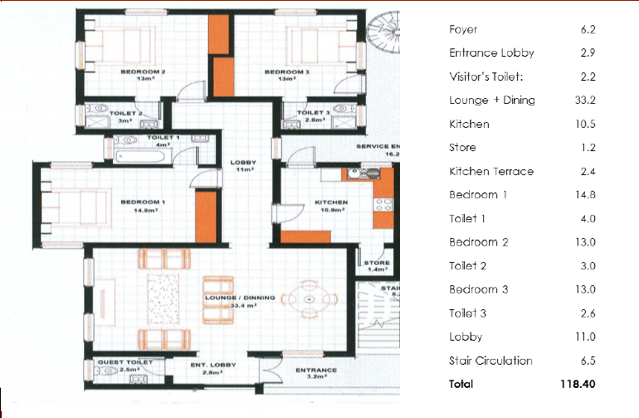 BEDROOM 2
13m²
BEDROOM 3
13m²
TOILET 2
3m²
TOILET 3
2.6m²
TOILET 1
4m²
LOBBY
11m²
SERVICE EN
16.2
BEDROOM 1
14.8m²
KITCHEN
10.9m²
STORE
1.4m²
LOUNGE / DINNING
33.4 m²
STAI
GUEST TOILET
2.5m²
ENT. LOBBY
2.8m²
ENTRANCE
3.2m²
Foyer 6.2
Entrance Lobby 2.9
Visitor's Toilet: 2.2
Lounge + Dining 33.2
Kitchen 10.5
Store 1.2
Kitchen Terrace 2.4
Bedroom 1 14.8
Toilet 1 4.0
Bedroom 2 13.0
Toilet 2 3.0
Bedroom 3 13.0
Toilet 3 2.6
Lobby 11.0
Stair Circulation 6.5
Total 118.40